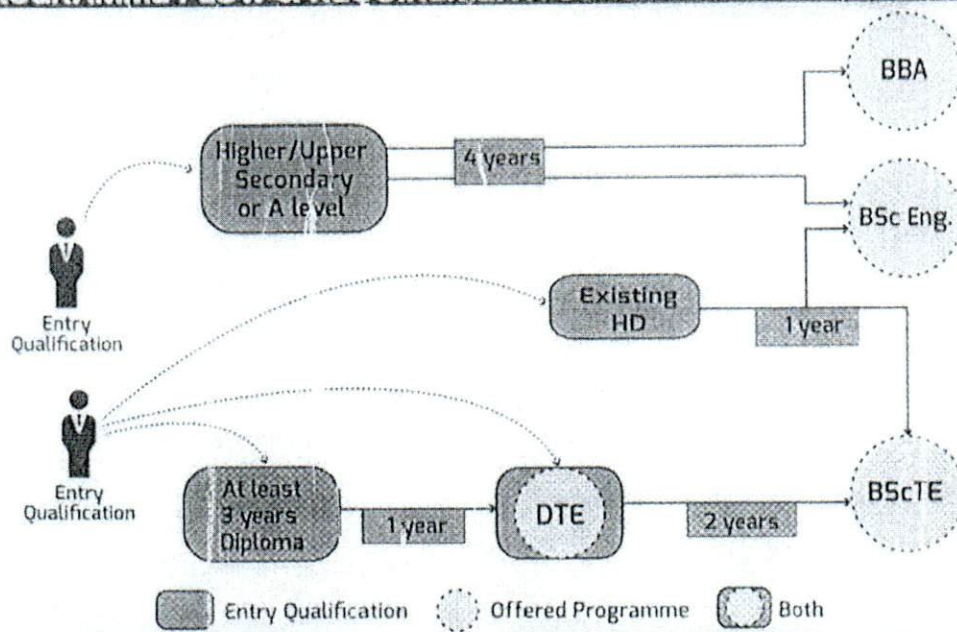 BBA
Higher/Upper
Secondary
or A level
4 years
BSc Eng.
Entry
Qualification
Existing
HD
1 year
Entry
Qualification
At least
3 years
Diploma
1 year
DTE
2 years
BScTE
Entry Qualification
Offered Programme
Both